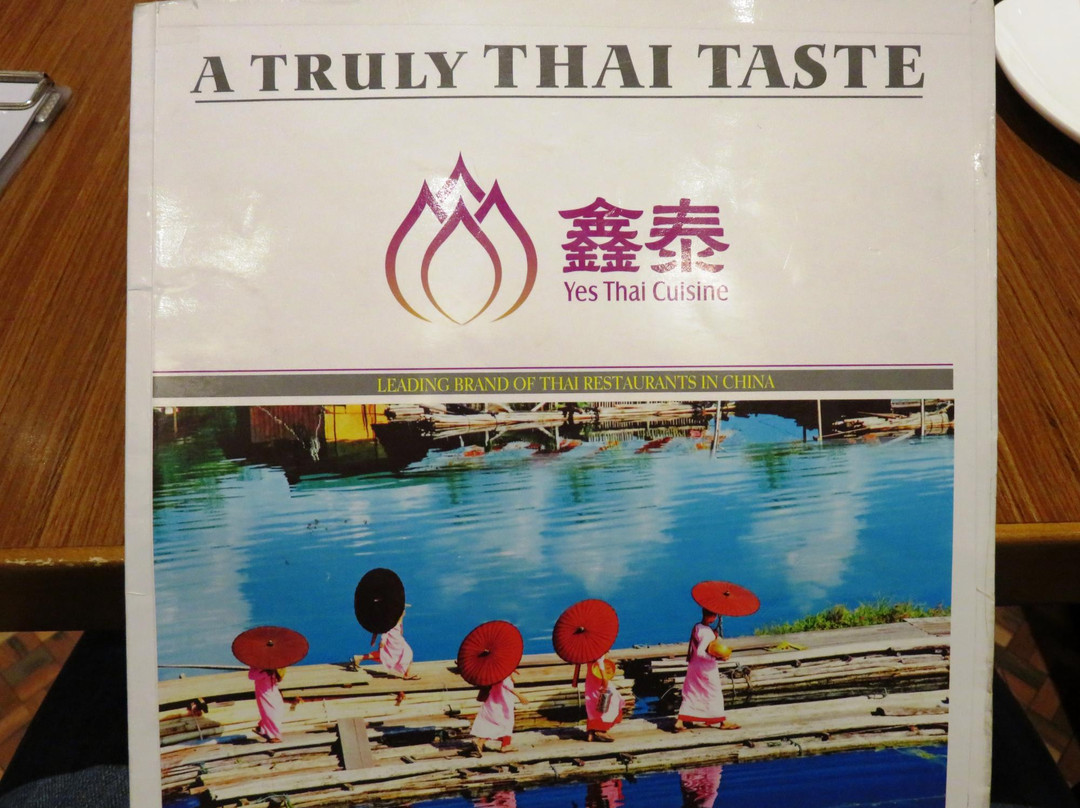 A TRULY THAI TASTE
鑫泰
Yes Thai Cuisine
LEADING BRAND OF THAI RESTAURANTS IN CHINA